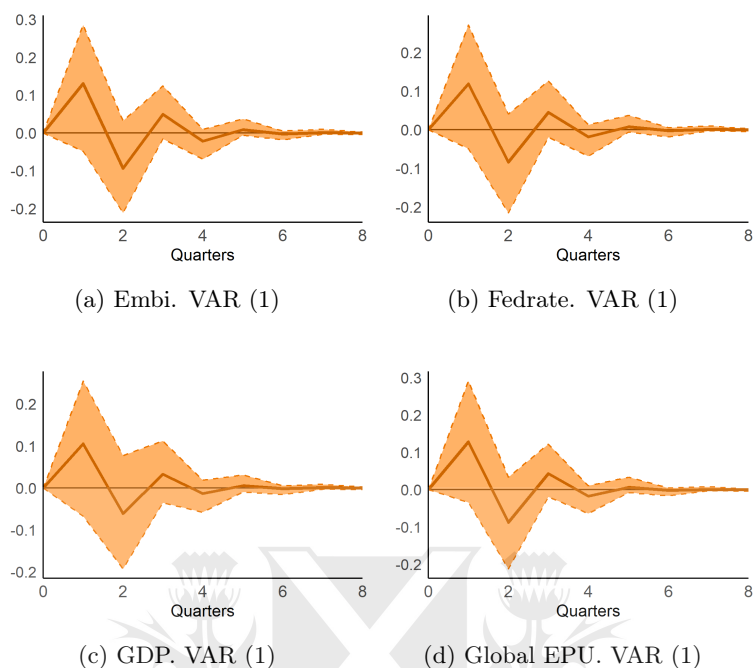 0.3
0.2
0.1
0.0
-0.1
-0.2
0 2 4 6 8
Quarters
(a) Embi. VAR (1)
0.2
0.1
0.0
-0.1
-0.2
0 2 4 6 8
Quarters
(b) Fedrate. VAR (1)
0.2
0.1
0.0
-0.1
-0.2
0 2 4 6 8
Quarters
(c) GDP. VAR (1)
0.3
0.2
0.1
0.0
-0.1
-0.2
0 2 4 6 8
Quarters
(d) Global EPU. VAR (1)